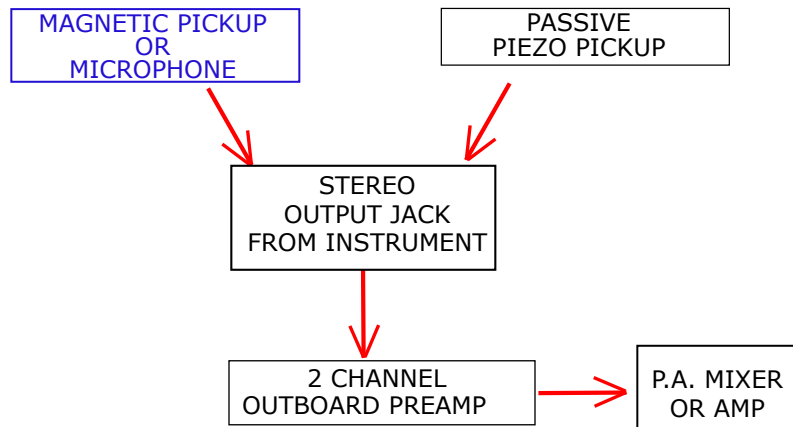 MAGNETIC PICKUP
OR
MICROPHONE
PASSIVE
PIEZO PICKUP
STEREO
OUTPUT JACK
FROM INSTRUMENT
2 CHANNEL
OUTBOARD PREAMP
P.A. MIXER
OR AMP